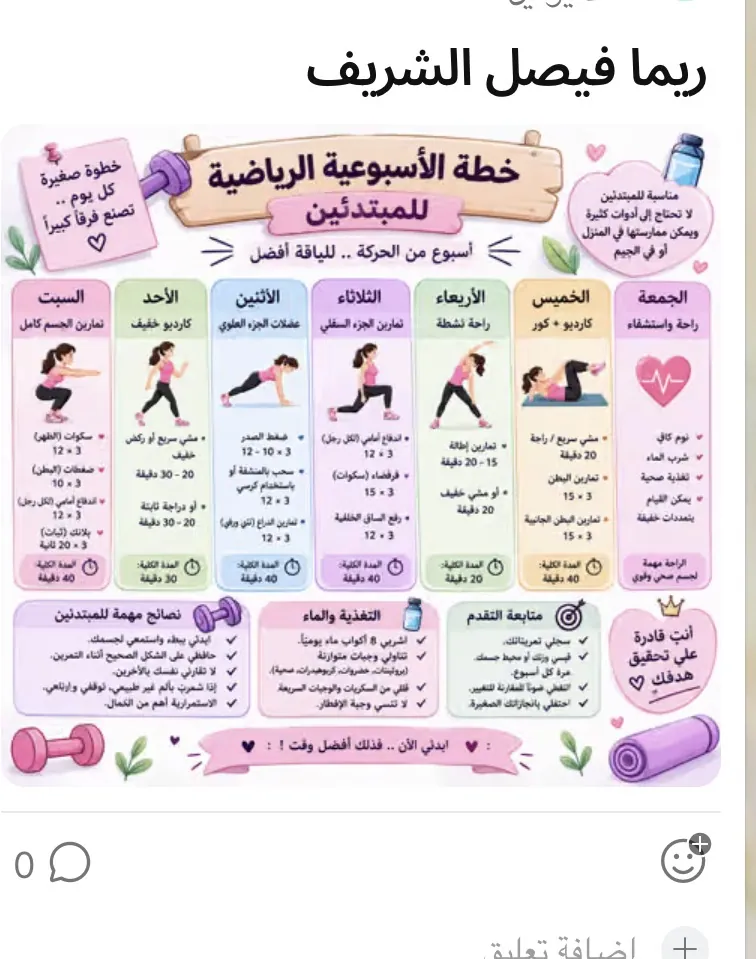 ريما فيصل الشريف
خطوة صغيرة
كل يوم ..
تصنع فرقاً كبيراً
خطة الأسبوعية الرياضية
للمبتدئين
أسبوع من الحركة .. للياقة أفضل
مناسبة للمبتدئين
لا تحتاج إلى أدوات كثيرة
ويمكن ممارستها في المنزل
أو في الجيم
الجمعة
راحة واستشفاء
نوم كافٍ
شرب الماء
تغذية صحية
يمكن القيام
بتمددات خفيفة
الراحة مهمة
لجسم صحي وقوي
الخميس
كارديو + كور
مشي سريع / راحة
20 دقيقة
تمارين البطن
3 × 15
تمارين البطن الجانبية
3 × 15
المدة الكلية:
40 دقيقة
الأربعاء
راحة نشطة
تمارين إطالة
15 - 20 دقيقة
أو مشي خفيف
20 دقيقة
المدة الكلية:
20 دقيقة
الثلاثاء
تمارين الجزء السفلي
اندفاع أمامي (لكل رجل)
3 × 12
قرفصاء (سكوات)
3 × 15
رفع الساق الخلفية
3 × 12
المدة الكلية:
40 دقيقة
الأثنين
عضلات الجزء العلوي
ضغط الصدر
3 × 10 - 12
سحب بالمنشفة أو
باستخدام كرسي
3 × 12
تمارين الذراع
3 × 12
المدة الكلية:
40 دقيقة
الأحد
كارديو خفيف
مشي سريع أو ركض
خفيف
20 - 30 دقيقة
أو دراجة ثابتة
20 - 30 دقيقة
المدة الكلية:
30 دقيقة
السبت
تمارين الجسم كامل
سكوات (الظهر)
3 × 12
ضغطات (البطن)
3 × 10
اندفاع أمامي (لكل رجل)
3 × 12
بلانك (ثبات)
3 × 20 ثانية
المدة الكلية:
40 دقيقة
أنتِ قادرة
على تحقيق
هدفك
متابعة التقدم
سجلي تمريناتك.
قيسي وزنك أو محيط جسمك
مرة كل أسبوع.
التقطي صوراً للمقارنة للتغيير.
احتفلي بإنجازاتك الصغيرة.
التغذية والماء
اشربي 8 أكواب ماء يومياً.
تناولي وجبات متوازنة
(بروتينات، خضروات، كربوهيدرات، صحية).
قللي من السكريات والوجبات السريعة.
لا تنسي وجبة الإفطار.
نصائح مهمة للمبتدئين
ابدئي ببطء واستمعي لجسمك.
حافظي على الشكل الصحيح أثناء التمرين.
لا تقارني نفسك بالآخرين.
إذا شعرتِ بألم غير طبيعي، توقفي وارتاحي.
الاستمرارية أهم من الكمال.
ابدئي الآن .. فذلك أفضل وقت ! :
0
إضافة تعليق